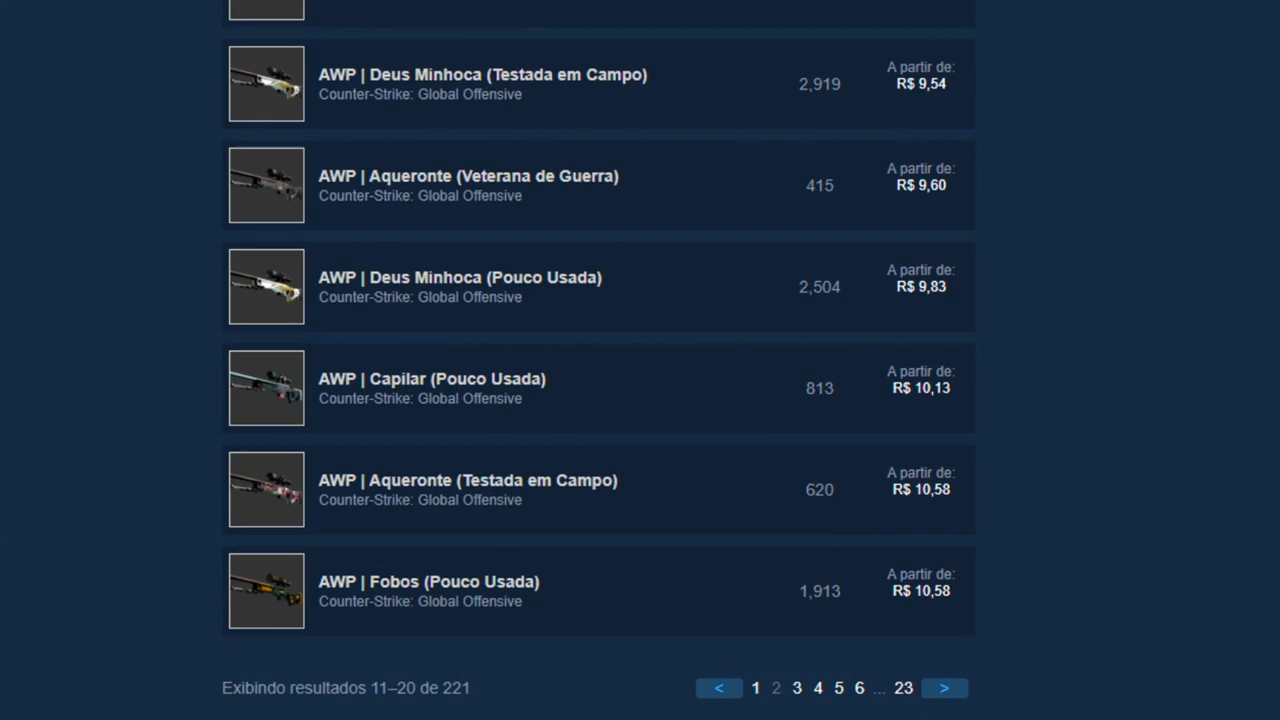 AWP | Deus Minhoca (Testada em Campo)
Counter-Strike: Global Offensive
2,919
A partir de:
R$ 9,54
AWP | Aqueronte (Veterana de Guerra)
Counter-Strike: Global Offensive
415
A partir de:
R$ 9,60
AWP | Deus Minhoca (Pouco Usada)
Counter-Strike: Global Offensive
2,504
A partir de:
R$ 9,83
AWP | Capilar (Pouco Usada)
Counter-Strike: Global Offensive
813
A partir de:
R$ 10,13
AWP | Aqueronte (Testada em Campo)
Counter-Strike: Global Offensive
620
A partir de:
R$ 10,58
AWP | Fobos (Pouco Usada)
Counter-Strike: Global Offensive
1,913
A partir de:
R$ 10,58
Exibindo resultados 11–20 de 221
< 1 2 3 4 5 6 ... 23 >